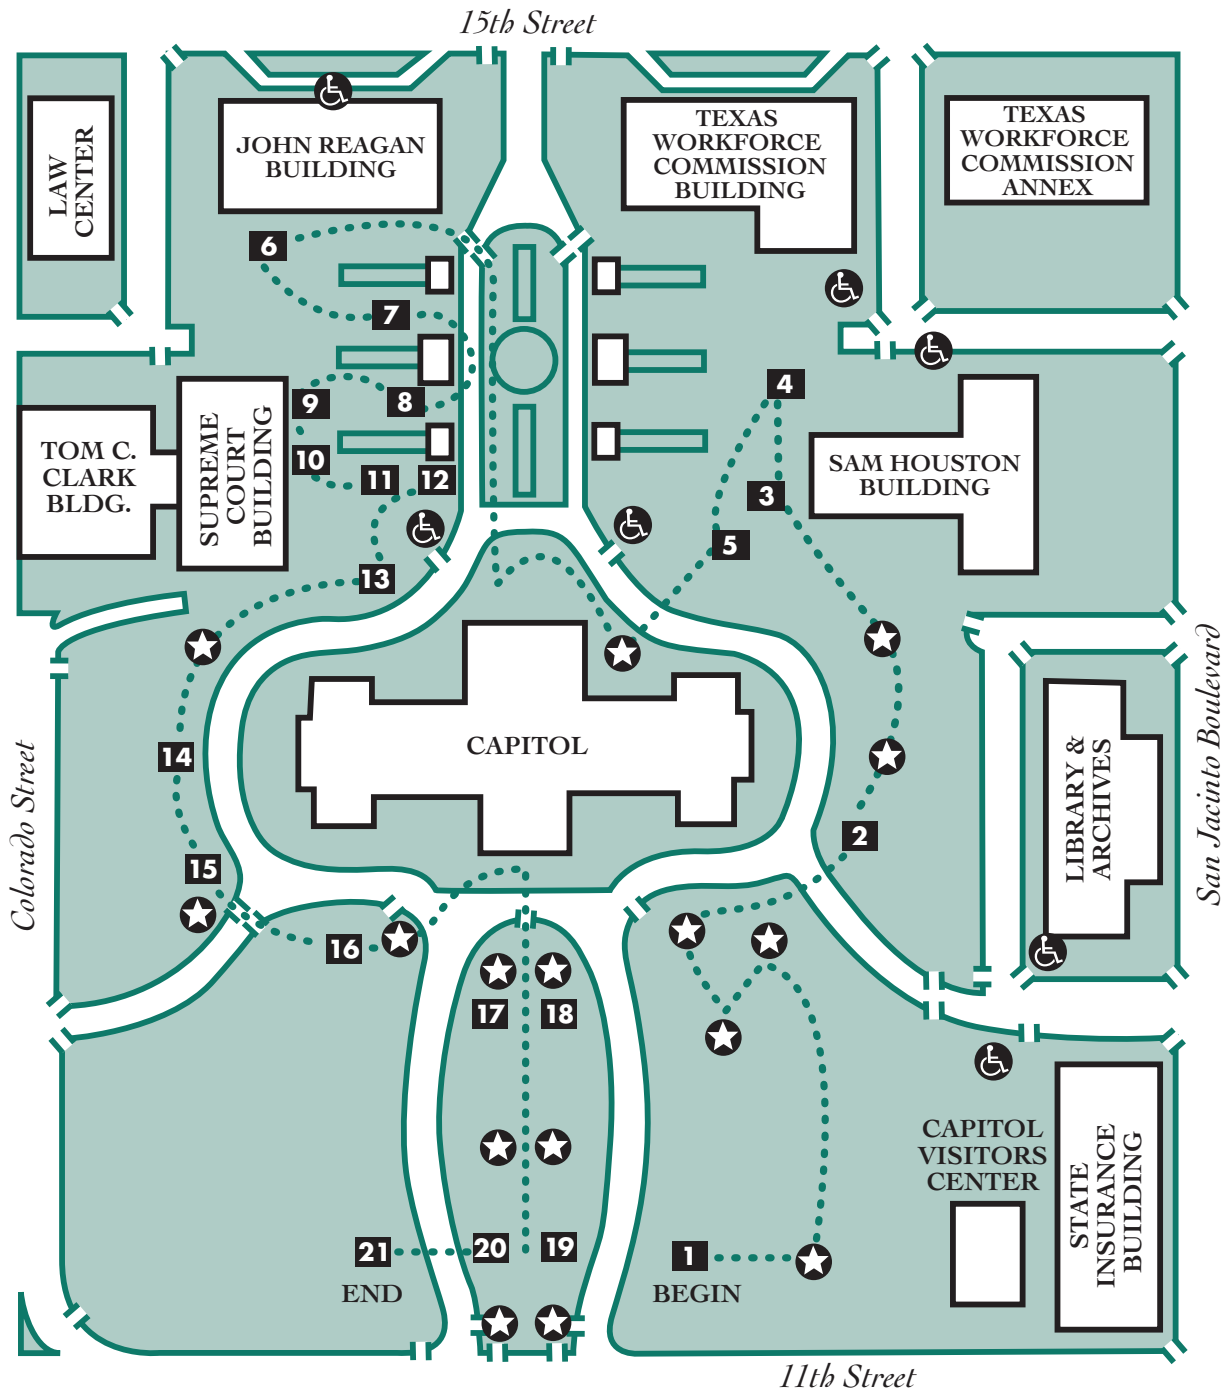 15th Street
LAW
CENTER
JOHN REAGAN
BUILDING
TEXAS
WORKFORCE
COMMISSION
BUILDING
TEXAS
WORKFORCE
COMMISSION
ANNEX
6
7
4
9
8
TOM C.
CLARK
BLDG.
SUPREME
COURT
BUILDING
10
11
12
3
SAM HOUSTON
BUILDING
5
13
Colorado Street
14
CAPITOL
2
LIBRARY &
ARCHIVES
San Jacinto Boulevard
15
16
17
18
CAPITOL
VISITORS
CENTER
STATE
INSURANCE
BUILDING
21
20
19
1
END
BEGIN
11th Street